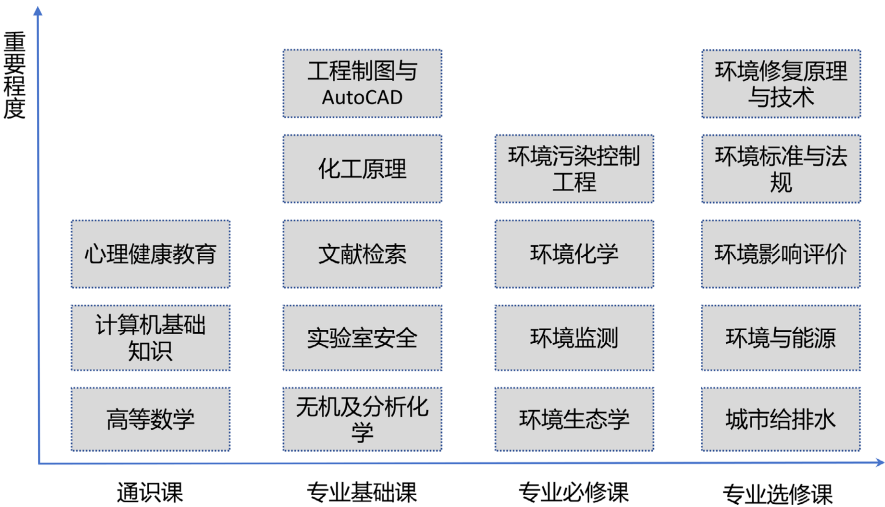 重要程度
工程制图与
AutoCAD
环境修复原理
与技术
化工原理
环境污染控制
工程
环境标准与法
规
心理健康教育
文献检索
环境化学
环境影响评价
计算机基础
知识
实验室安全
环境监测
环境与能源
高等数学
无机及分析化
学
环境生态学
城市给排水
通识课
专业基础课
专业必修课
专业选修课